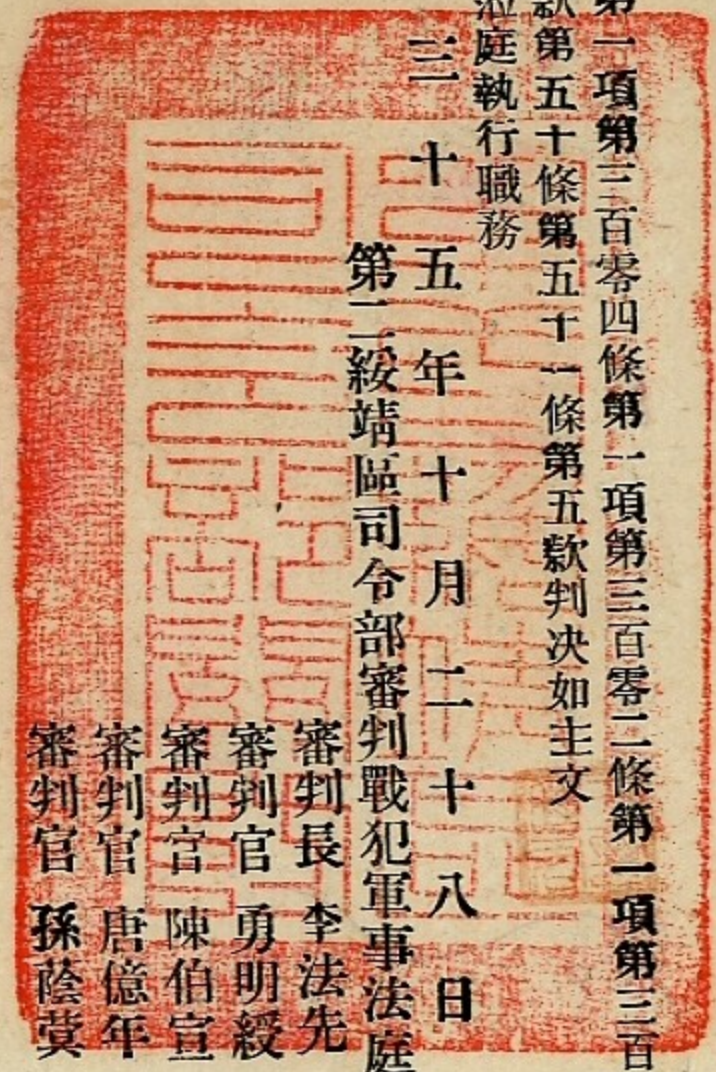 第一項第三百零四條第一項第三百零二條第一項第三百
款第五十條第五十一條第五款判决如主文
蒞庭執行職務
三十五年十月二十八日
第二綏靖區司令部審判戰犯軍事法庭
審判長 李法先
審判官 勇明綬
審判官 陳伯宣
審判官 唐億年
審判官 孫蔭蓂